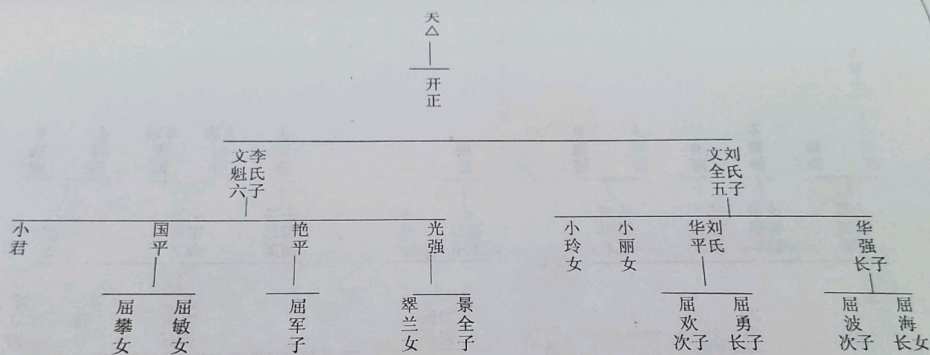 天△
开正
文魁
李氏
六子
文全
刘氏
五子
小君
国平
艳平
光强
小玲女
小丽女
华平
刘氏
华强
长子
屈攀女
屈敏女
屈军子
翠兰女
景全子
屈欢
次子
屈勇
长子
屈波
次子
屈海
长女